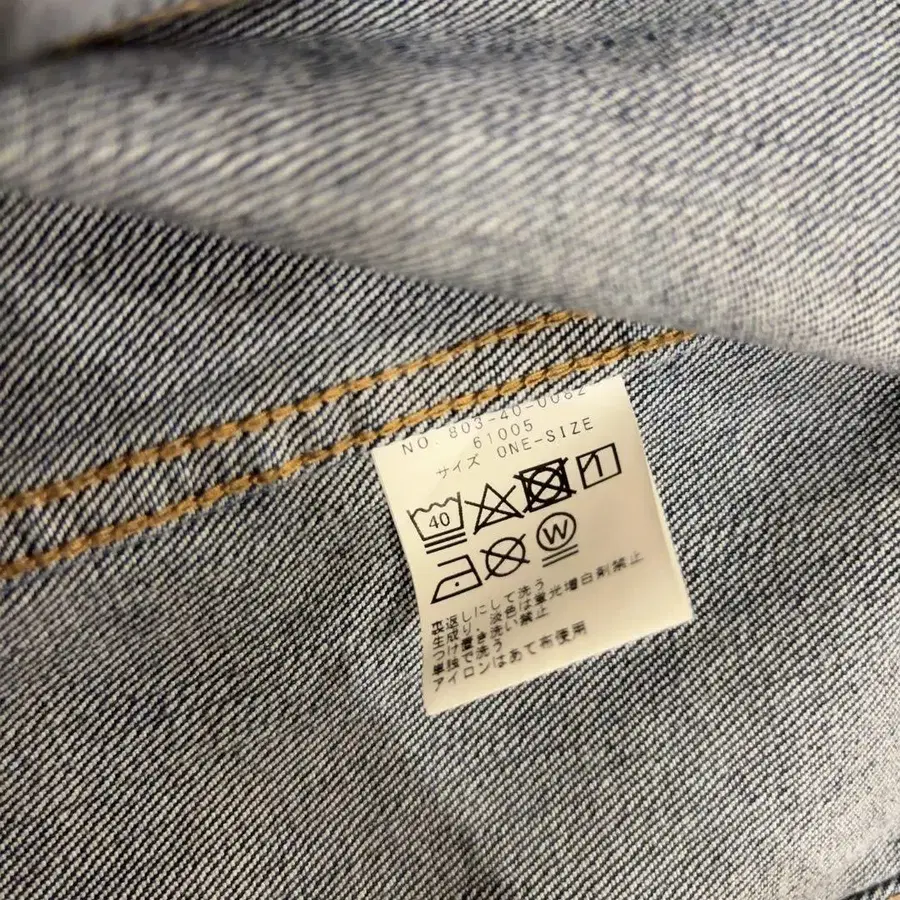 NO. 803-40-0082
61005
サイズ ONE-SIZE
40
W
裏返しにして洗う
生成り、淡色は蛍光増白剤禁止
つけ置き洗い禁止
単独で洗う
アイロンはあて布使用